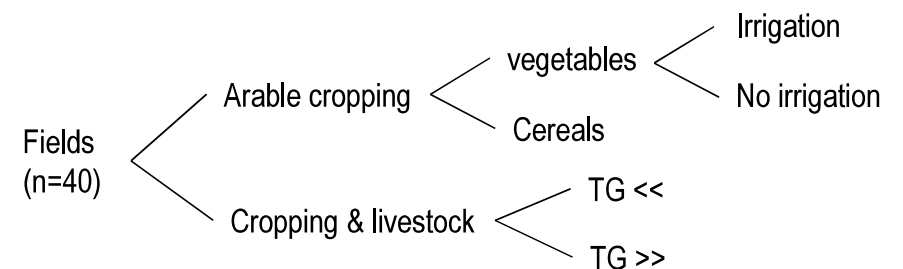 Irrigation
vegetables
No irrigation
Arable cropping
Cereals
Fields
(n=40)
TG <<
Cropping & livestock
TG >>